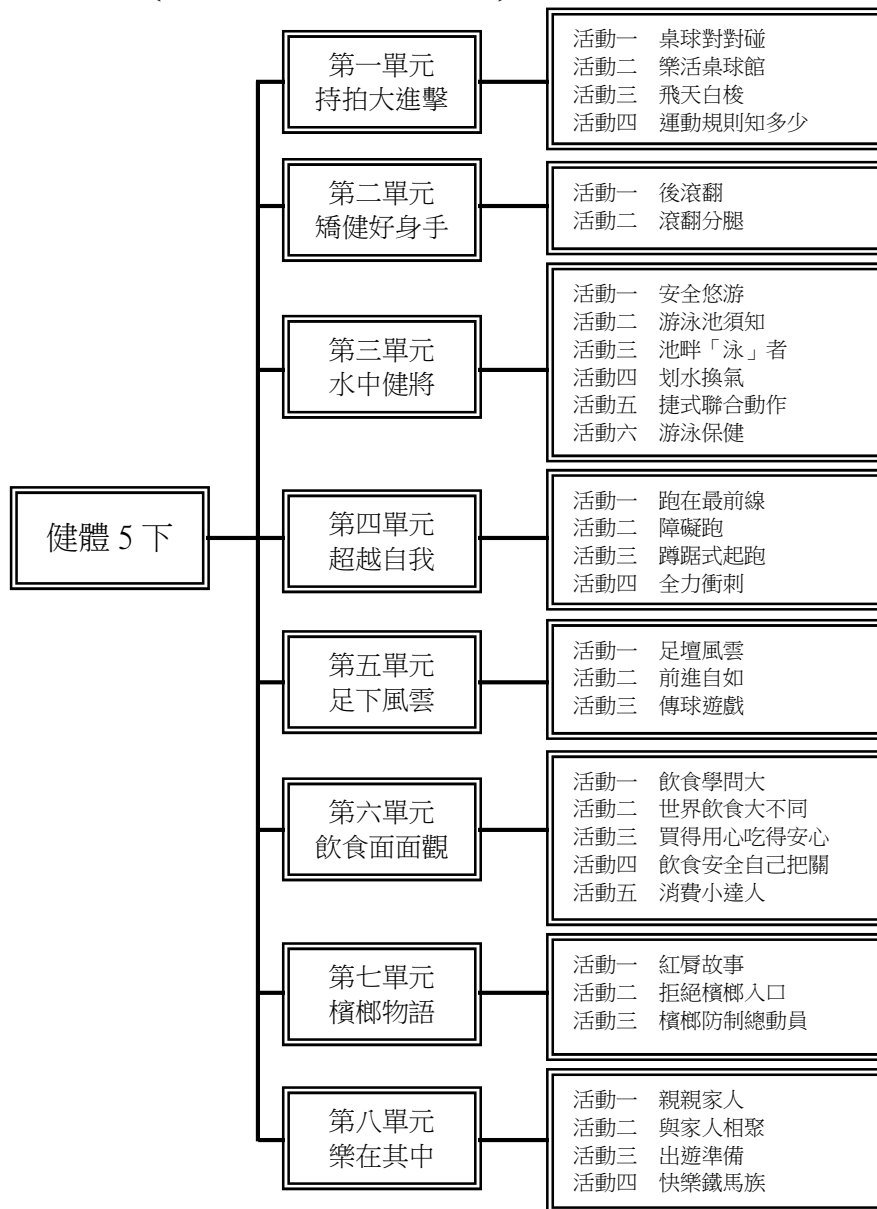 健體 5 下
第一單元
持拍大進擊
活動一　桌球對對碰
活動二　樂活桌球館
活動三　飛天白梭
活動四　運動規則知多少
第二單元
矯健好身手
活動一　後滾翻
活動二　滾翻分腿
第三單元
水中健將
活動一　安全悠游
活動二　游泳池須知
活動三　池畔「泳」者
活動四　划水換氣
活動五　捷式聯合動作
活動六　游泳保健
第四單元
超越自我
活動一　跑在最前線
活動二　障礙跑
活動三　蹲踞式起跑
活動四　全力衝刺
第五單元
足下風雲
活動一　足壇風雲
活動二　前進自如
活動三　傳球遊戲
第六單元
飲食面面觀
活動一　飲食學問大
活動二　世界飲食大不同
活動三　買得用心吃得安心
活動四　飲食安全自己把關
活動五　消費小達人
第七單元
檳榔物語
活動一　紅脣故事
活動二　拒絕檳榔入口
活動三　檳榔防制總動員
第八單元
樂在其中
活動一　親親家人
活動二　與家人相聚
活動三　出遊準備
活動四　快樂鐵馬族